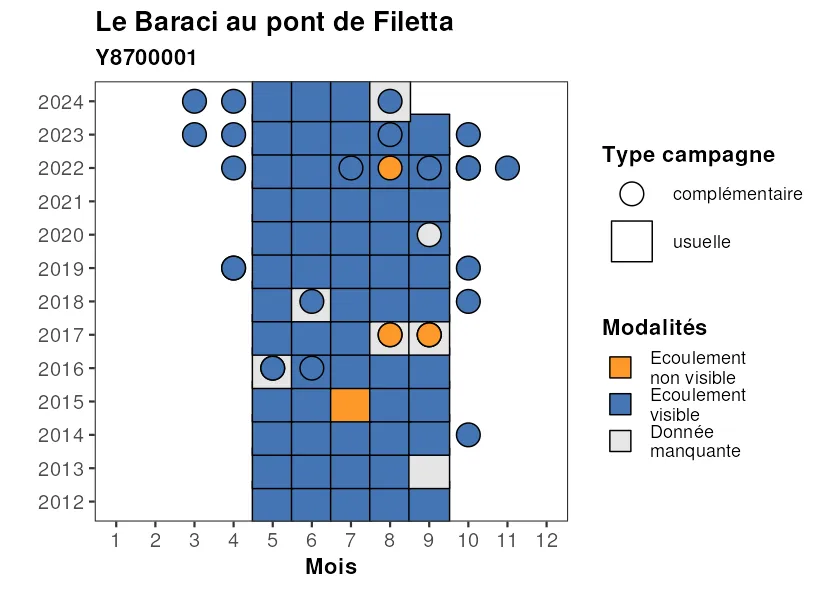 Le Baraci au pont de Filetta
Y8700001
2024
2023
2022
2021
2020
2019
2018
2017
2016
2015
2014
2013
2012
1 2 3 4 5 6 7 8 9 10 11 12
Mois
Type campagne
complémentaire
usuelle
Modalités
Ecoulement
non visible
Ecoulement
visible
Donnée
manquante